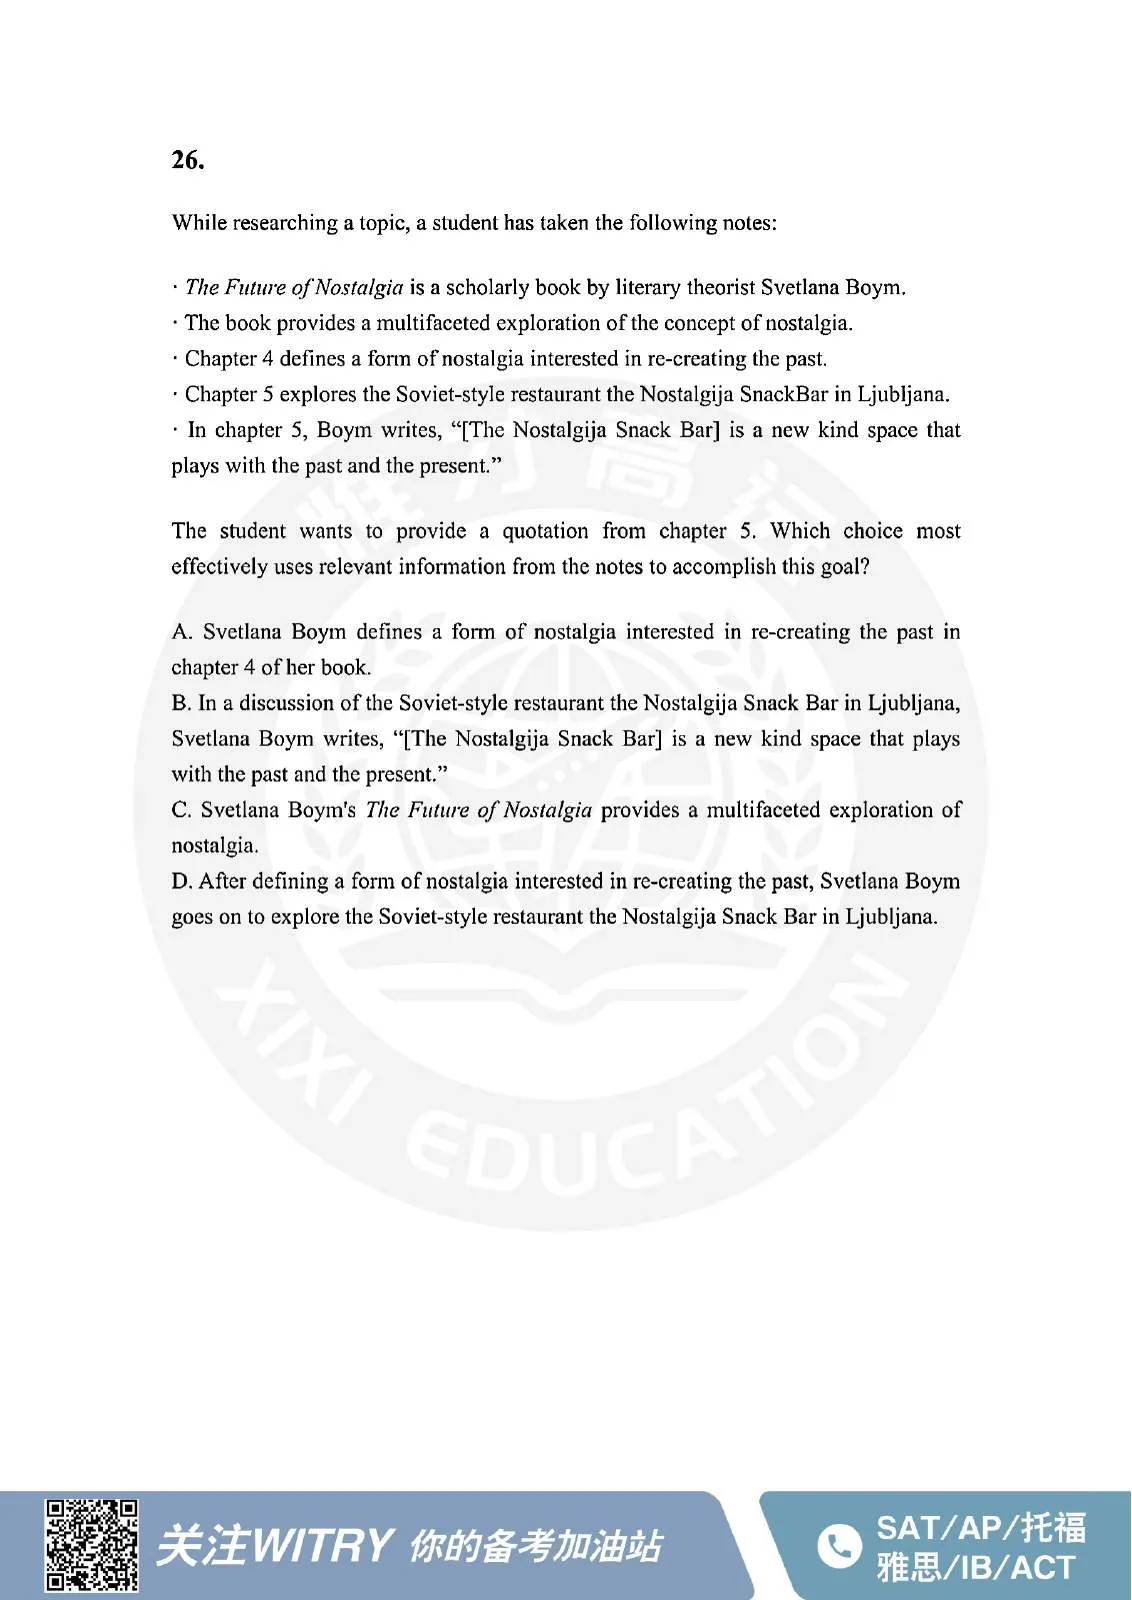 26.
While researching a topic, a student has taken the following notes:
· The Future of Nostalgia is a scholarly book by literary theorist Svetlana Boym.
· The book provides a multifaceted exploration of the concept of nostalgia.
· Chapter 4 defines a form of nostalgia interested in re-creating the past.
· Chapter 5 explores the Soviet-style restaurant the Nostalgija SnackBar in Ljubljana.
· In chapter 5, Boym writes, “[The Nostalgija Snack Bar] is a new kind space that
plays with the past and the present.”
The student wants to provide a quotation from chapter 5. Which choice most
effectively uses relevant information from the notes to accomplish this goal?
A. Svetlana Boym defines a form of nostalgia interested in re-creating the past in
chapter 4 of her book.
B. In a discussion of the Soviet-style restaurant the Nostalgija Snack Bar in Ljubljana,
Svetlana Boym writes, “[The Nostalgija Snack Bar] is a new kind space that plays
with the past and the present.”
C. Svetlana Boym's The Future of Nostalgia provides a multifaceted exploration of
nostalgia.
D. After defining a form of nostalgia interested in re-creating the past, Svetlana Boym
goes on to explore the Soviet-style restaurant the Nostalgija Snack Bar in Ljubljana.
惟方高远
XIXI EDUCATION
关注WITRY 你的备考加油站
SAT/AP/托福
雅思/IB/ACT